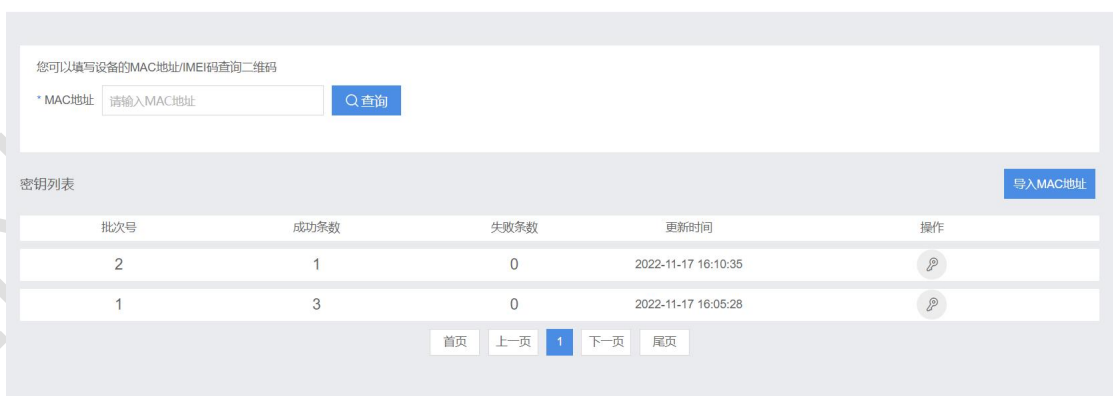 您可以填写设备的MAC地址/IMEI码查询二维码
* MAC地址 请输入MAC地址 查询
密钥列表 导入MAC地址
批次号 成功条数 失败条数 更新时间 操作
2 1 0 2022-11-17 16:10:35
1 3 0 2022-11-17 16:05:28
首页 上一页 1 下一页 尾页